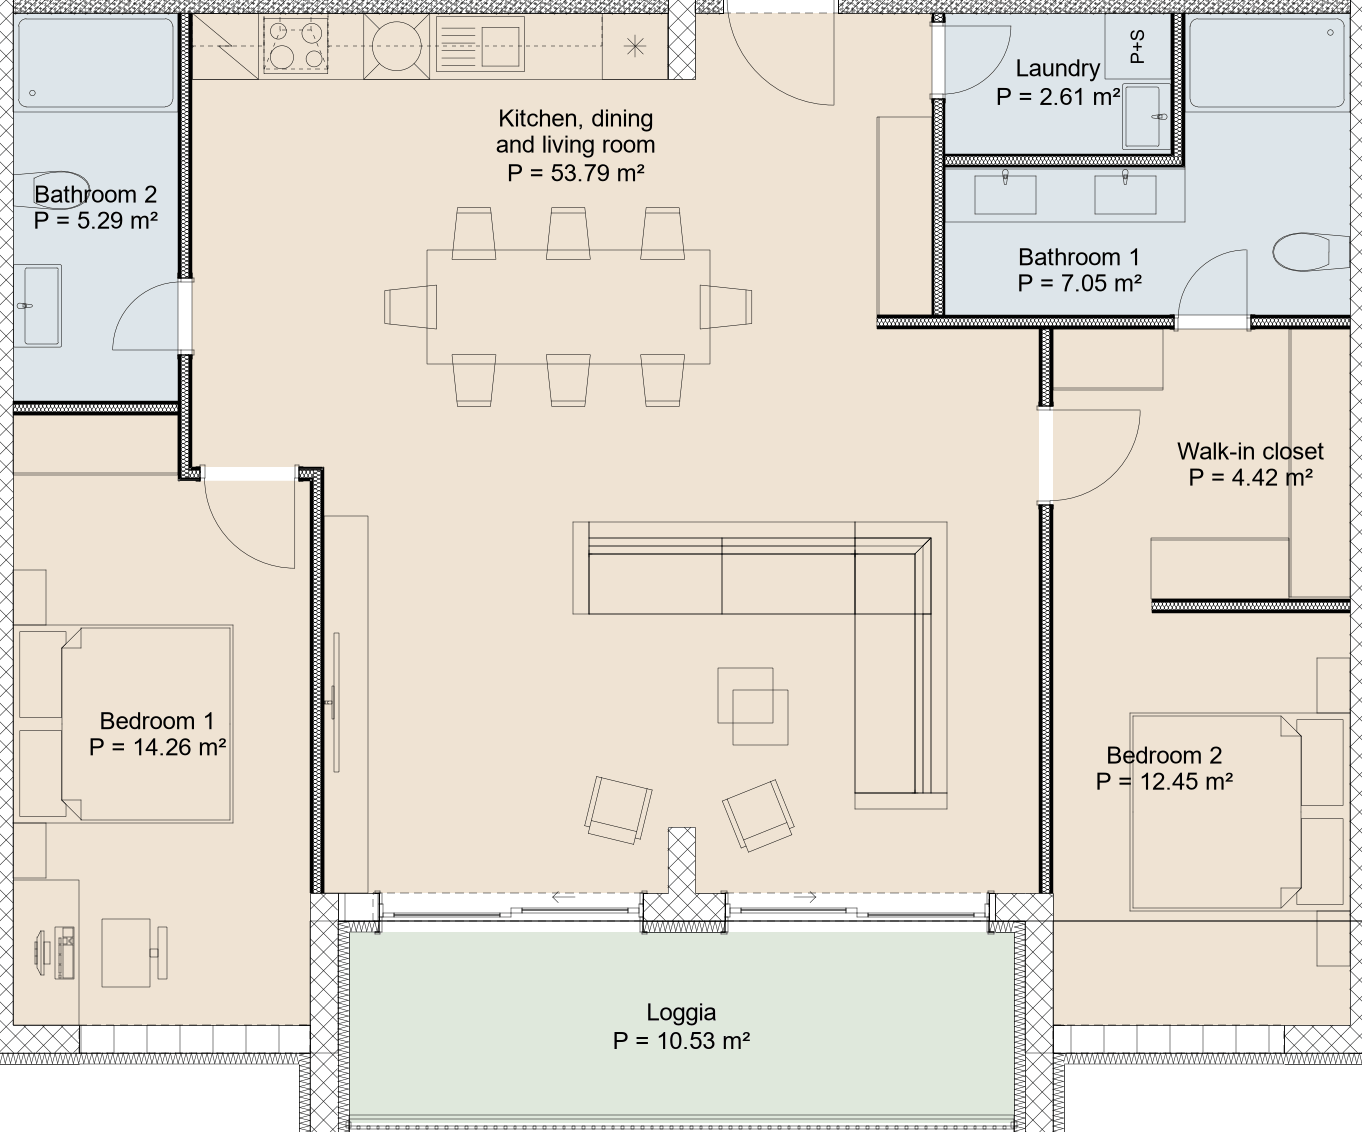 Laundry
P = 2.61 m²
P+S
Kitchen, dining
and living room
P = 53.79 m²
Bathroom 2
P = 5.29 m²
Bathroom 1
P = 7.05 m²
Walk-in closet
P = 4.42 m²
Bedroom 1
P = 14.26 m²
Bedroom 2
P = 12.45 m²
Loggia
P = 10.53 m²